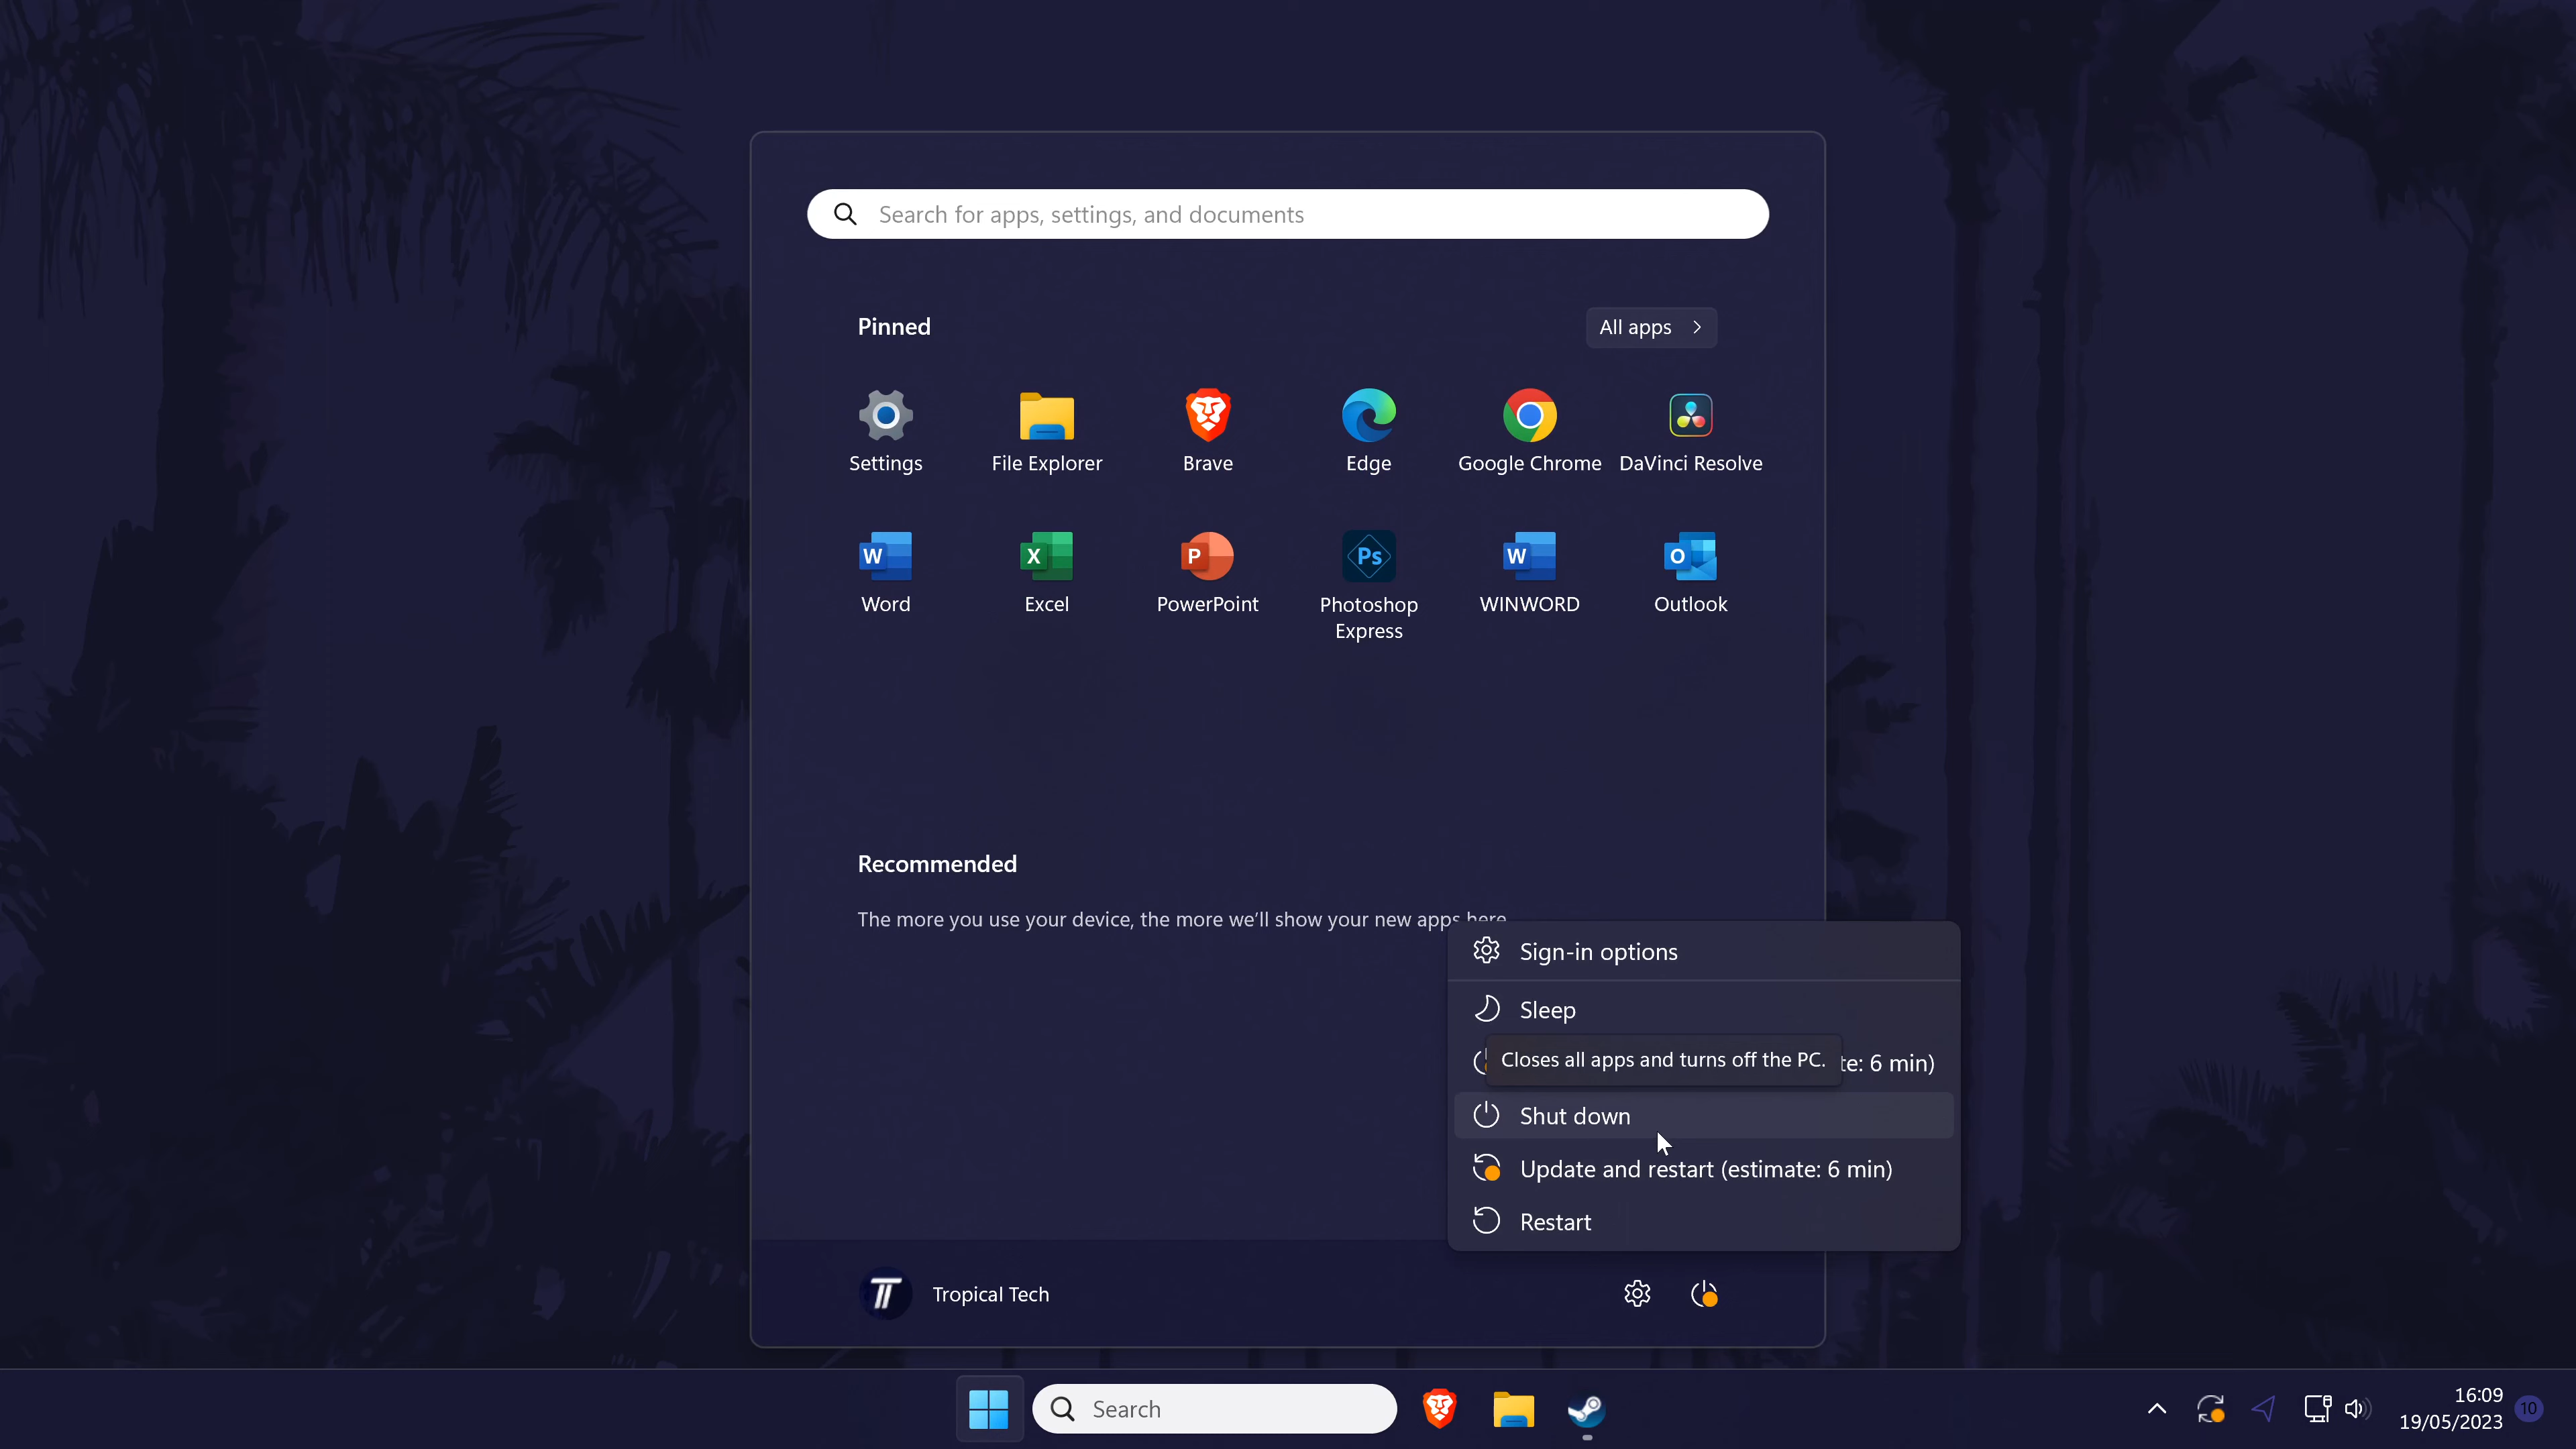 Search for apps, settings, and documents
Pinned
All apps
Settings
File Explorer
Brave
Edge
Google Chrome
DaVinci Resolve
W
X
P
Ps
W
O
Word
Excel
PowerPoint
Photoshop
Express
WINWORD
Outlook
Recommended
The more you use your device, the more we'll show your new apps here
Sign-in options
Sleep
Closes all apps and turns off the PC.
6 min)
Shut down
Update and restart (estimate: 6 min)
Restart
TT
Tropical Tech
Search
16:09
19/05/2023
10